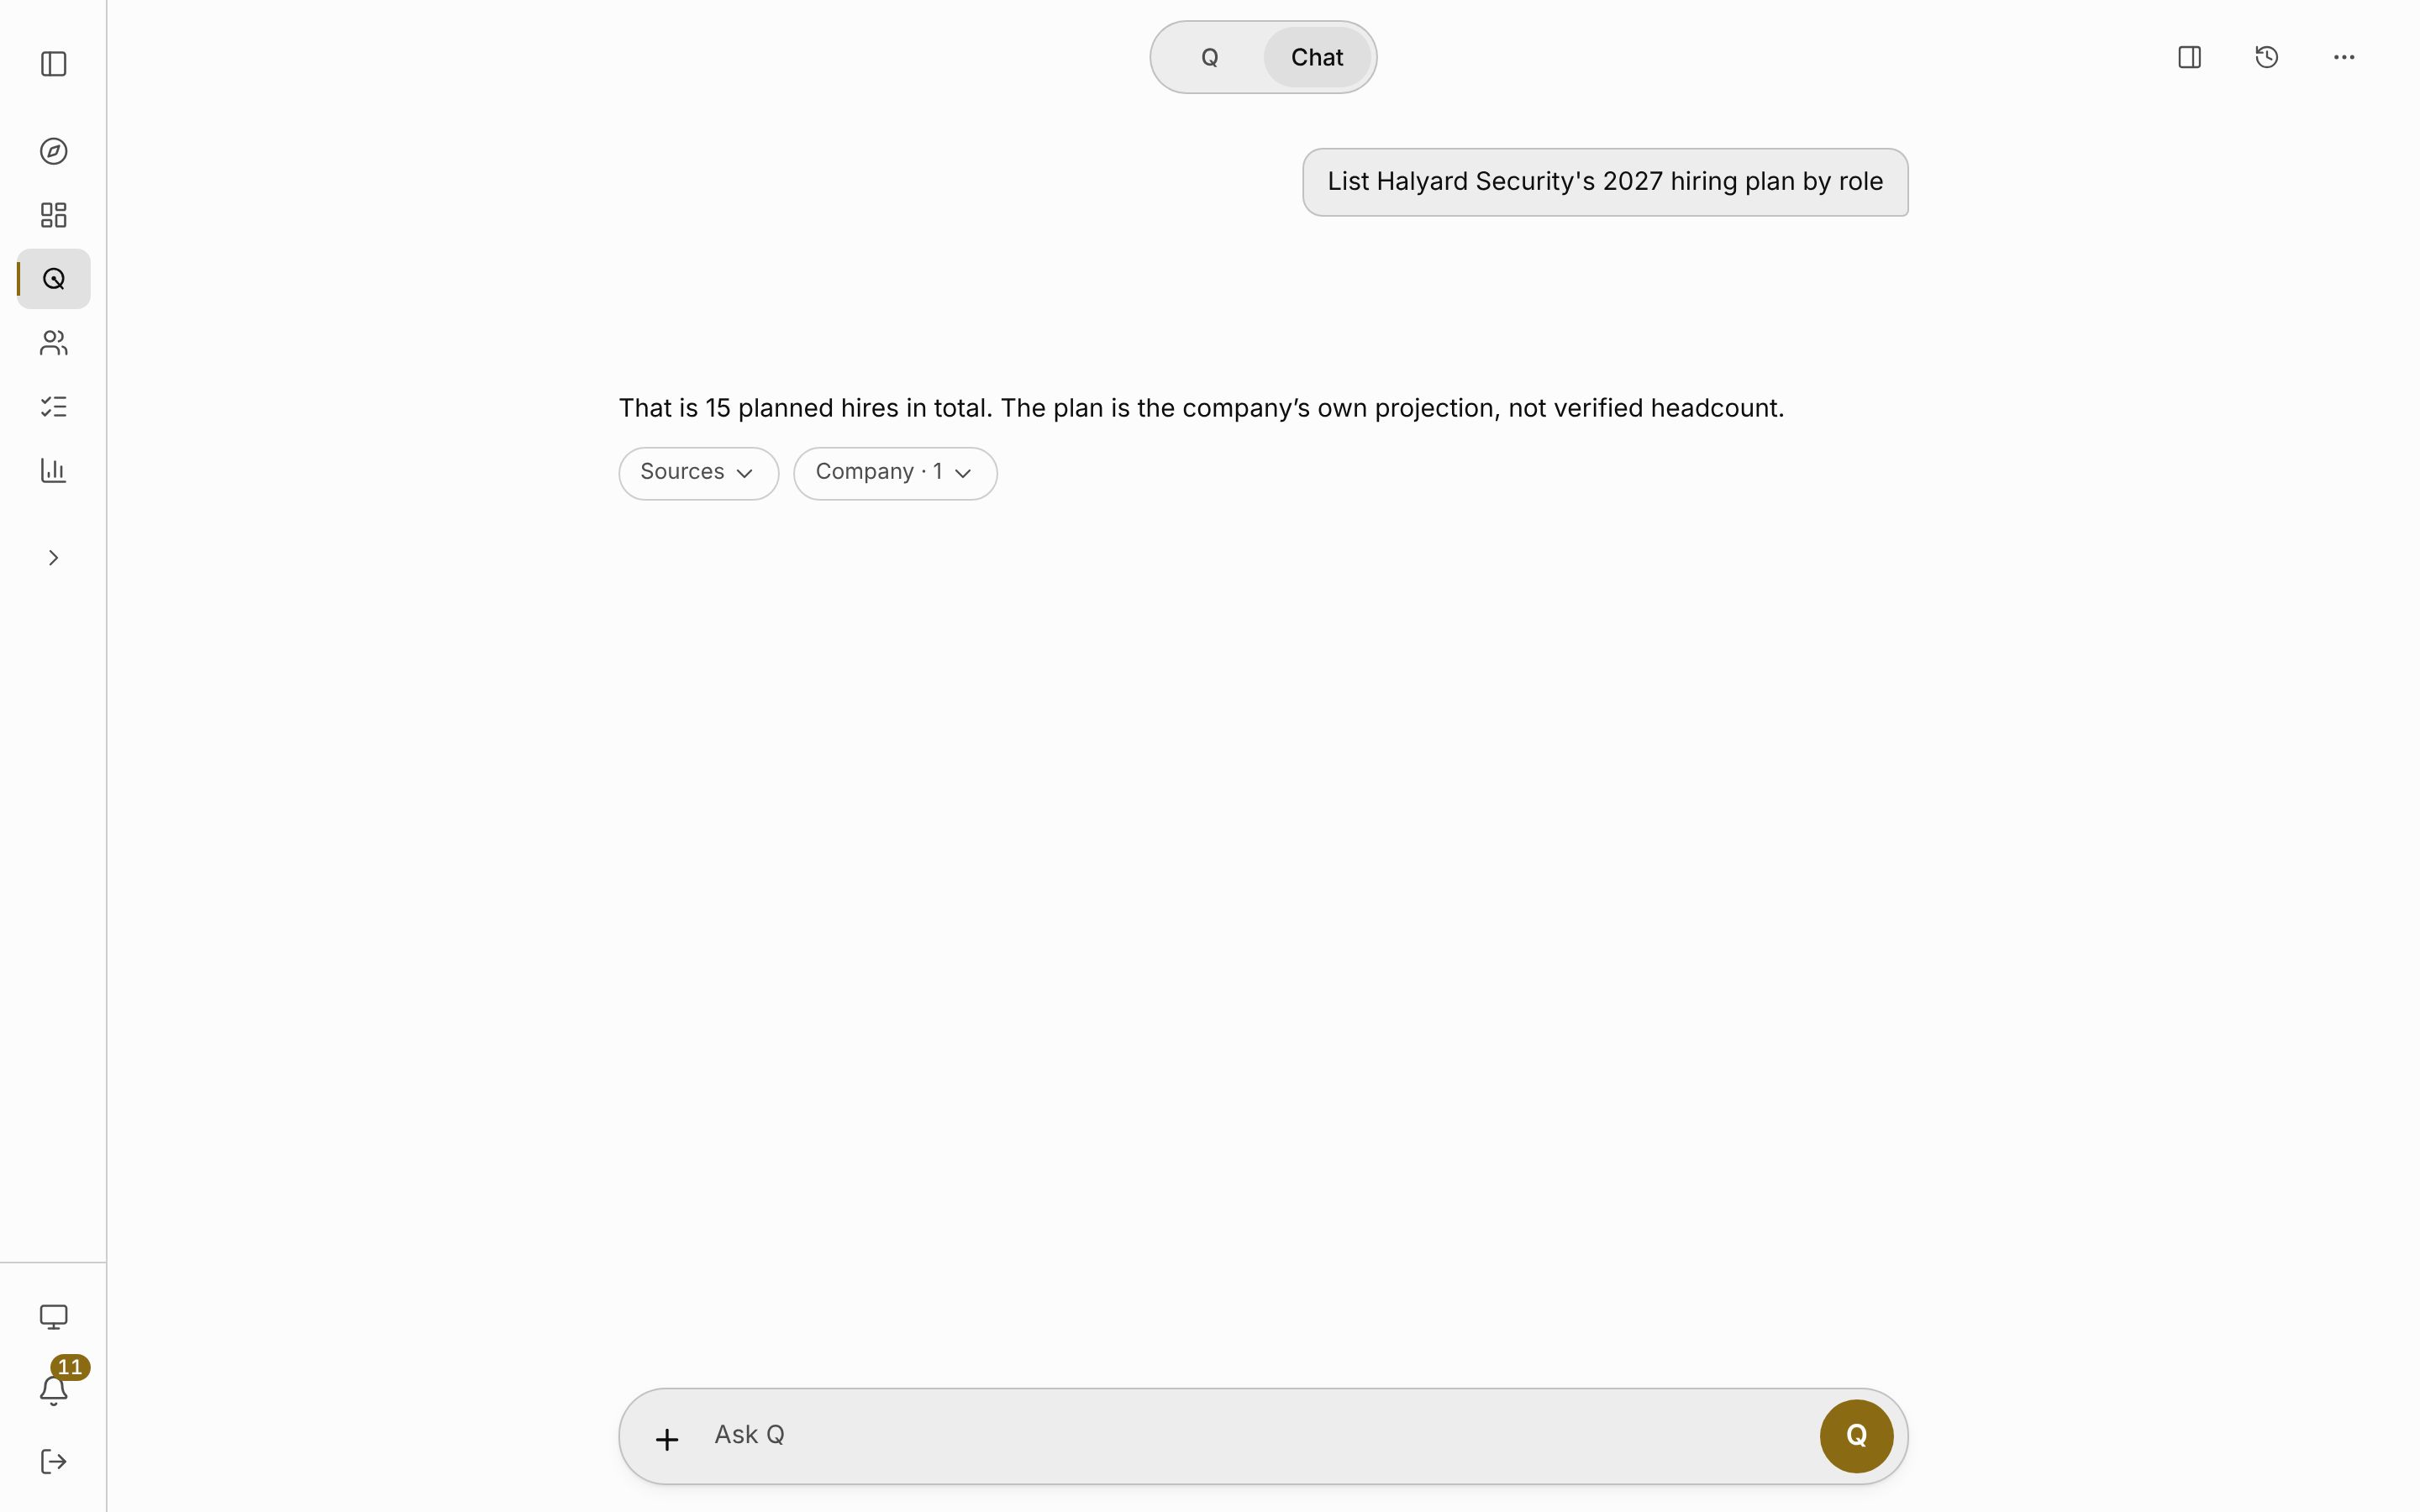 Q Chat
List Halyard Security's 2027 hiring plan by role
That is 15 planned hires in total. The plan is the company’s own projection, not verified headcount.
Sources Company · 1
11
Ask Q Q